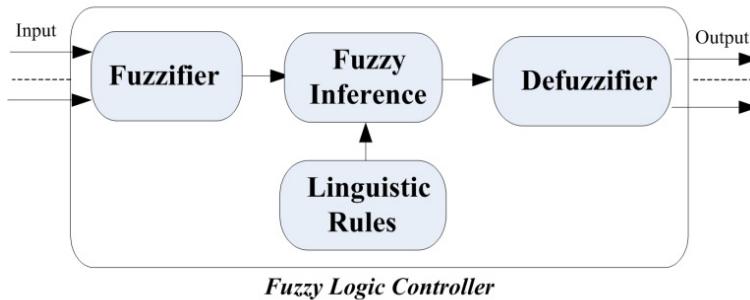 Input
Fuzzifier
Fuzzy
Inference
Defuzzifier
Output
Linguistic
Rules
Fuzzy Logic Controller